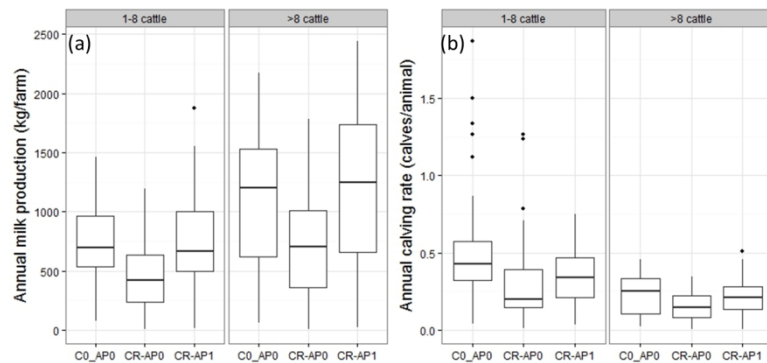 1-8 cattle >8 cattle
(a)
Annual milk production (kg/farm)
2500
2000
1500
1000
500
0
C0_AP0 CR-AP0 CR-AP1 C0_AP0 CR-AP0 CR-AP1
1-8 cattle >8 cattle
(b)
Annual calving rate (calves/animal)
1.5
1.0
0.5
0.0
C0_AP0 CR-AP0 CR-AP1 C0_AP0 CR-AP0 CR-AP1